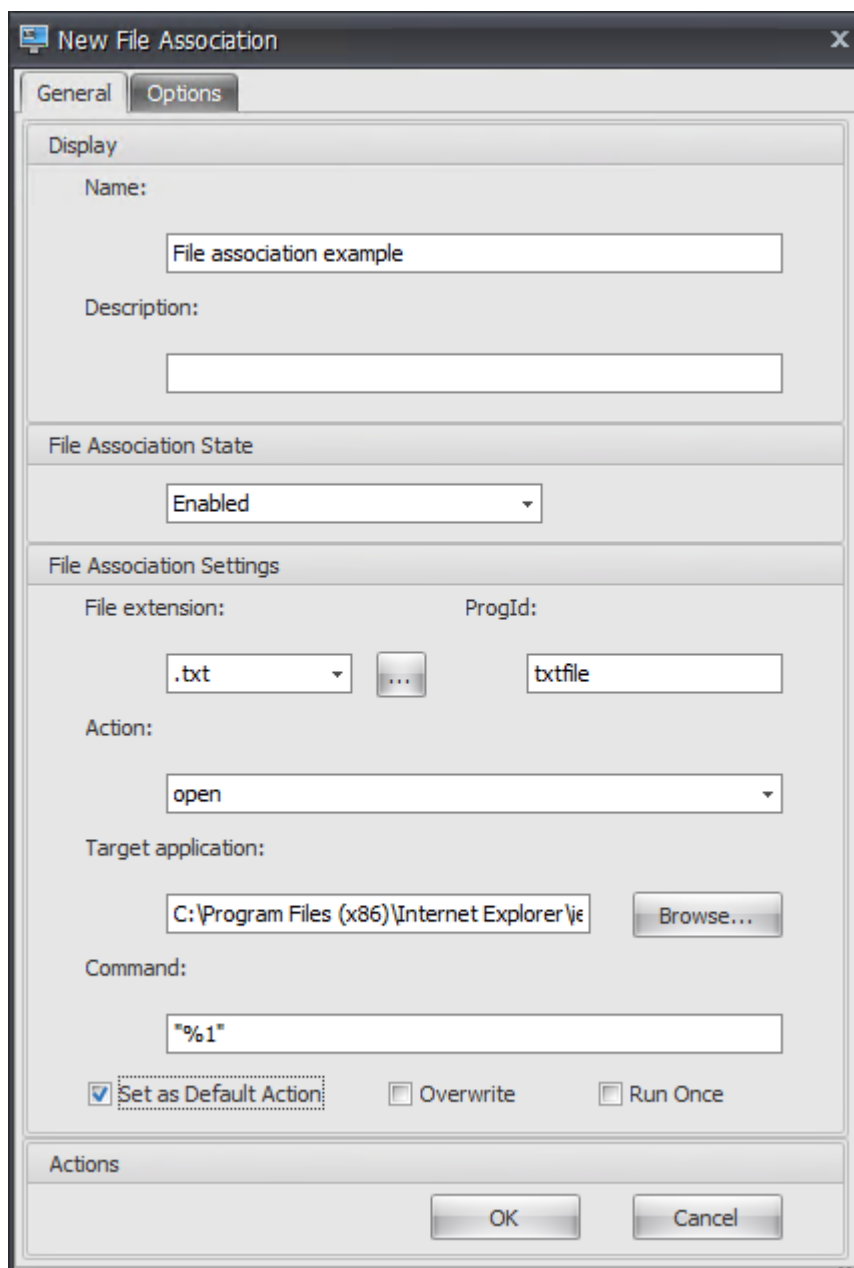 New File Association
General Options
Display
Name:
File association example
Description:
File Association State
Enabled
File Association Settings
File extension: ProgId:
.txt ... txtfile
Action:
open
Target application:
C:\Program Files (x86)\Internet Explorer\ie Browse...
Command:
"%1"
Set as Default Action Overwrite Run Once
Actions
OK Cancel